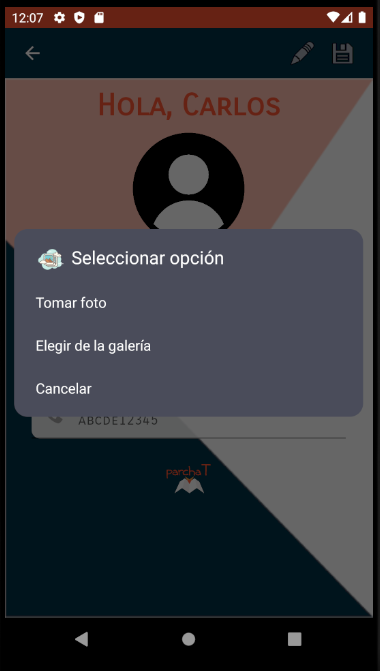 12:07
Hola, Carlos
Seleccionar opción
Tomar foto
Elegir de la galería
Cancelar
ABCDE12345
parchaT